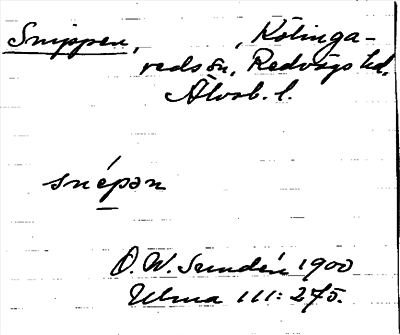 Snippen, , Kölinga-
reds sn, Redvägs hd,
Älvsb. l.
snépən
O. W. Sundén 1900
Ulma 111: 275.